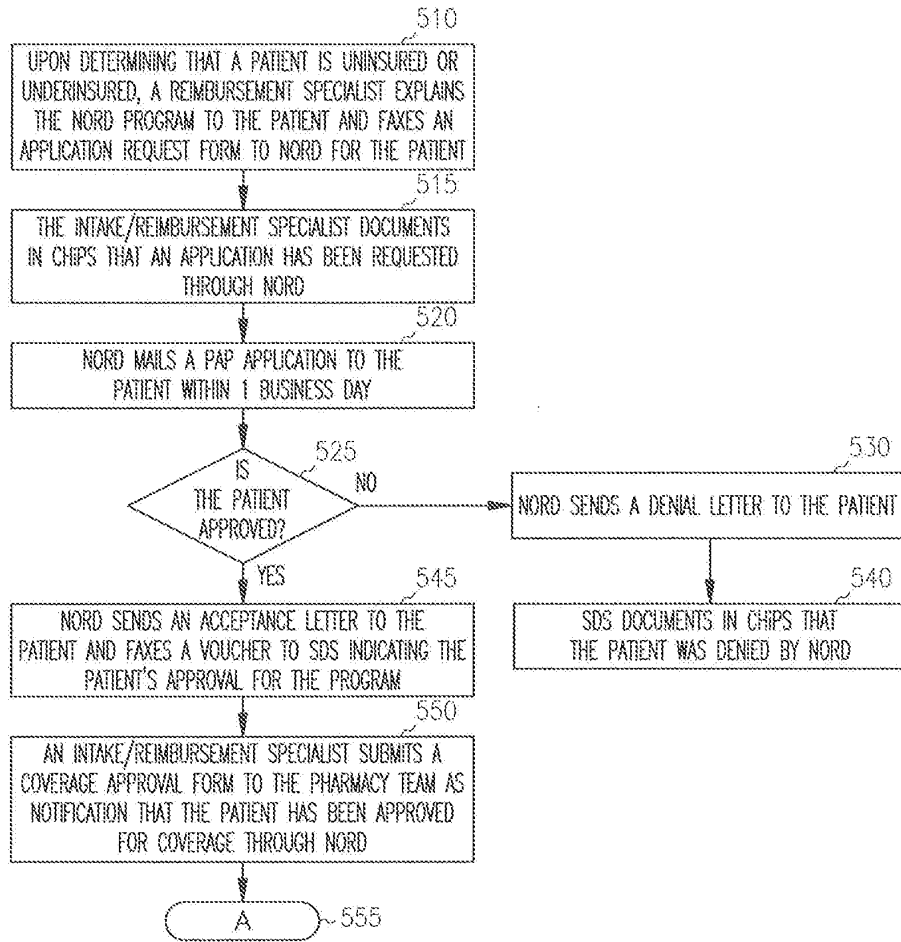 510
UPON DETERMINING THAT A PATIENT IS UNINSURED OR
UNDERINSURED, A REIMBURSEMENT SPECIALIST EXPLAINS
THE NORD PROGRAM TO THE PATIENT AND FAXES AN
APPLICATION REQUEST FORM TO NORD FOR THE PATIENT
515
THE INTAKE/REIMBURSEMENT SPECIALIST DOCUMENTS
IN CHIPS THAT AN APPLICATION HAS BEEN REQUESTED
THROUGH NORD
520
NORD MAILS A PAP APPLICATION TO THE
PATIENT WITHIN 1 BUSINESS DAY
525
IS
THE PATIENT
APPROVED?
NO
YES
530
NORD SENDS A DENIAL LETTER TO THE PATIENT
540
SDS DOCUMENTS IN CHIPS THAT
THE PATIENT WAS DENIED BY NORD
545
NORD SENDS AN ACCEPTANCE LETTER TO THE
PATIENT AND FAXES A VOUCHER TO SDS INDICATING THE
PATIENT'S APPROVAL FOR THE PROGRAM
550
AN INTAKE/REIMBURSEMENT SPECIALIST SUBMITS A
COVERAGE APPROVAL FORM TO THE PHARMACY TEAM AS
NOTIFICATION THAT THE PATIENT HAS BEEN APPROVED
FOR COVERAGE THROUGH NORD
A
555